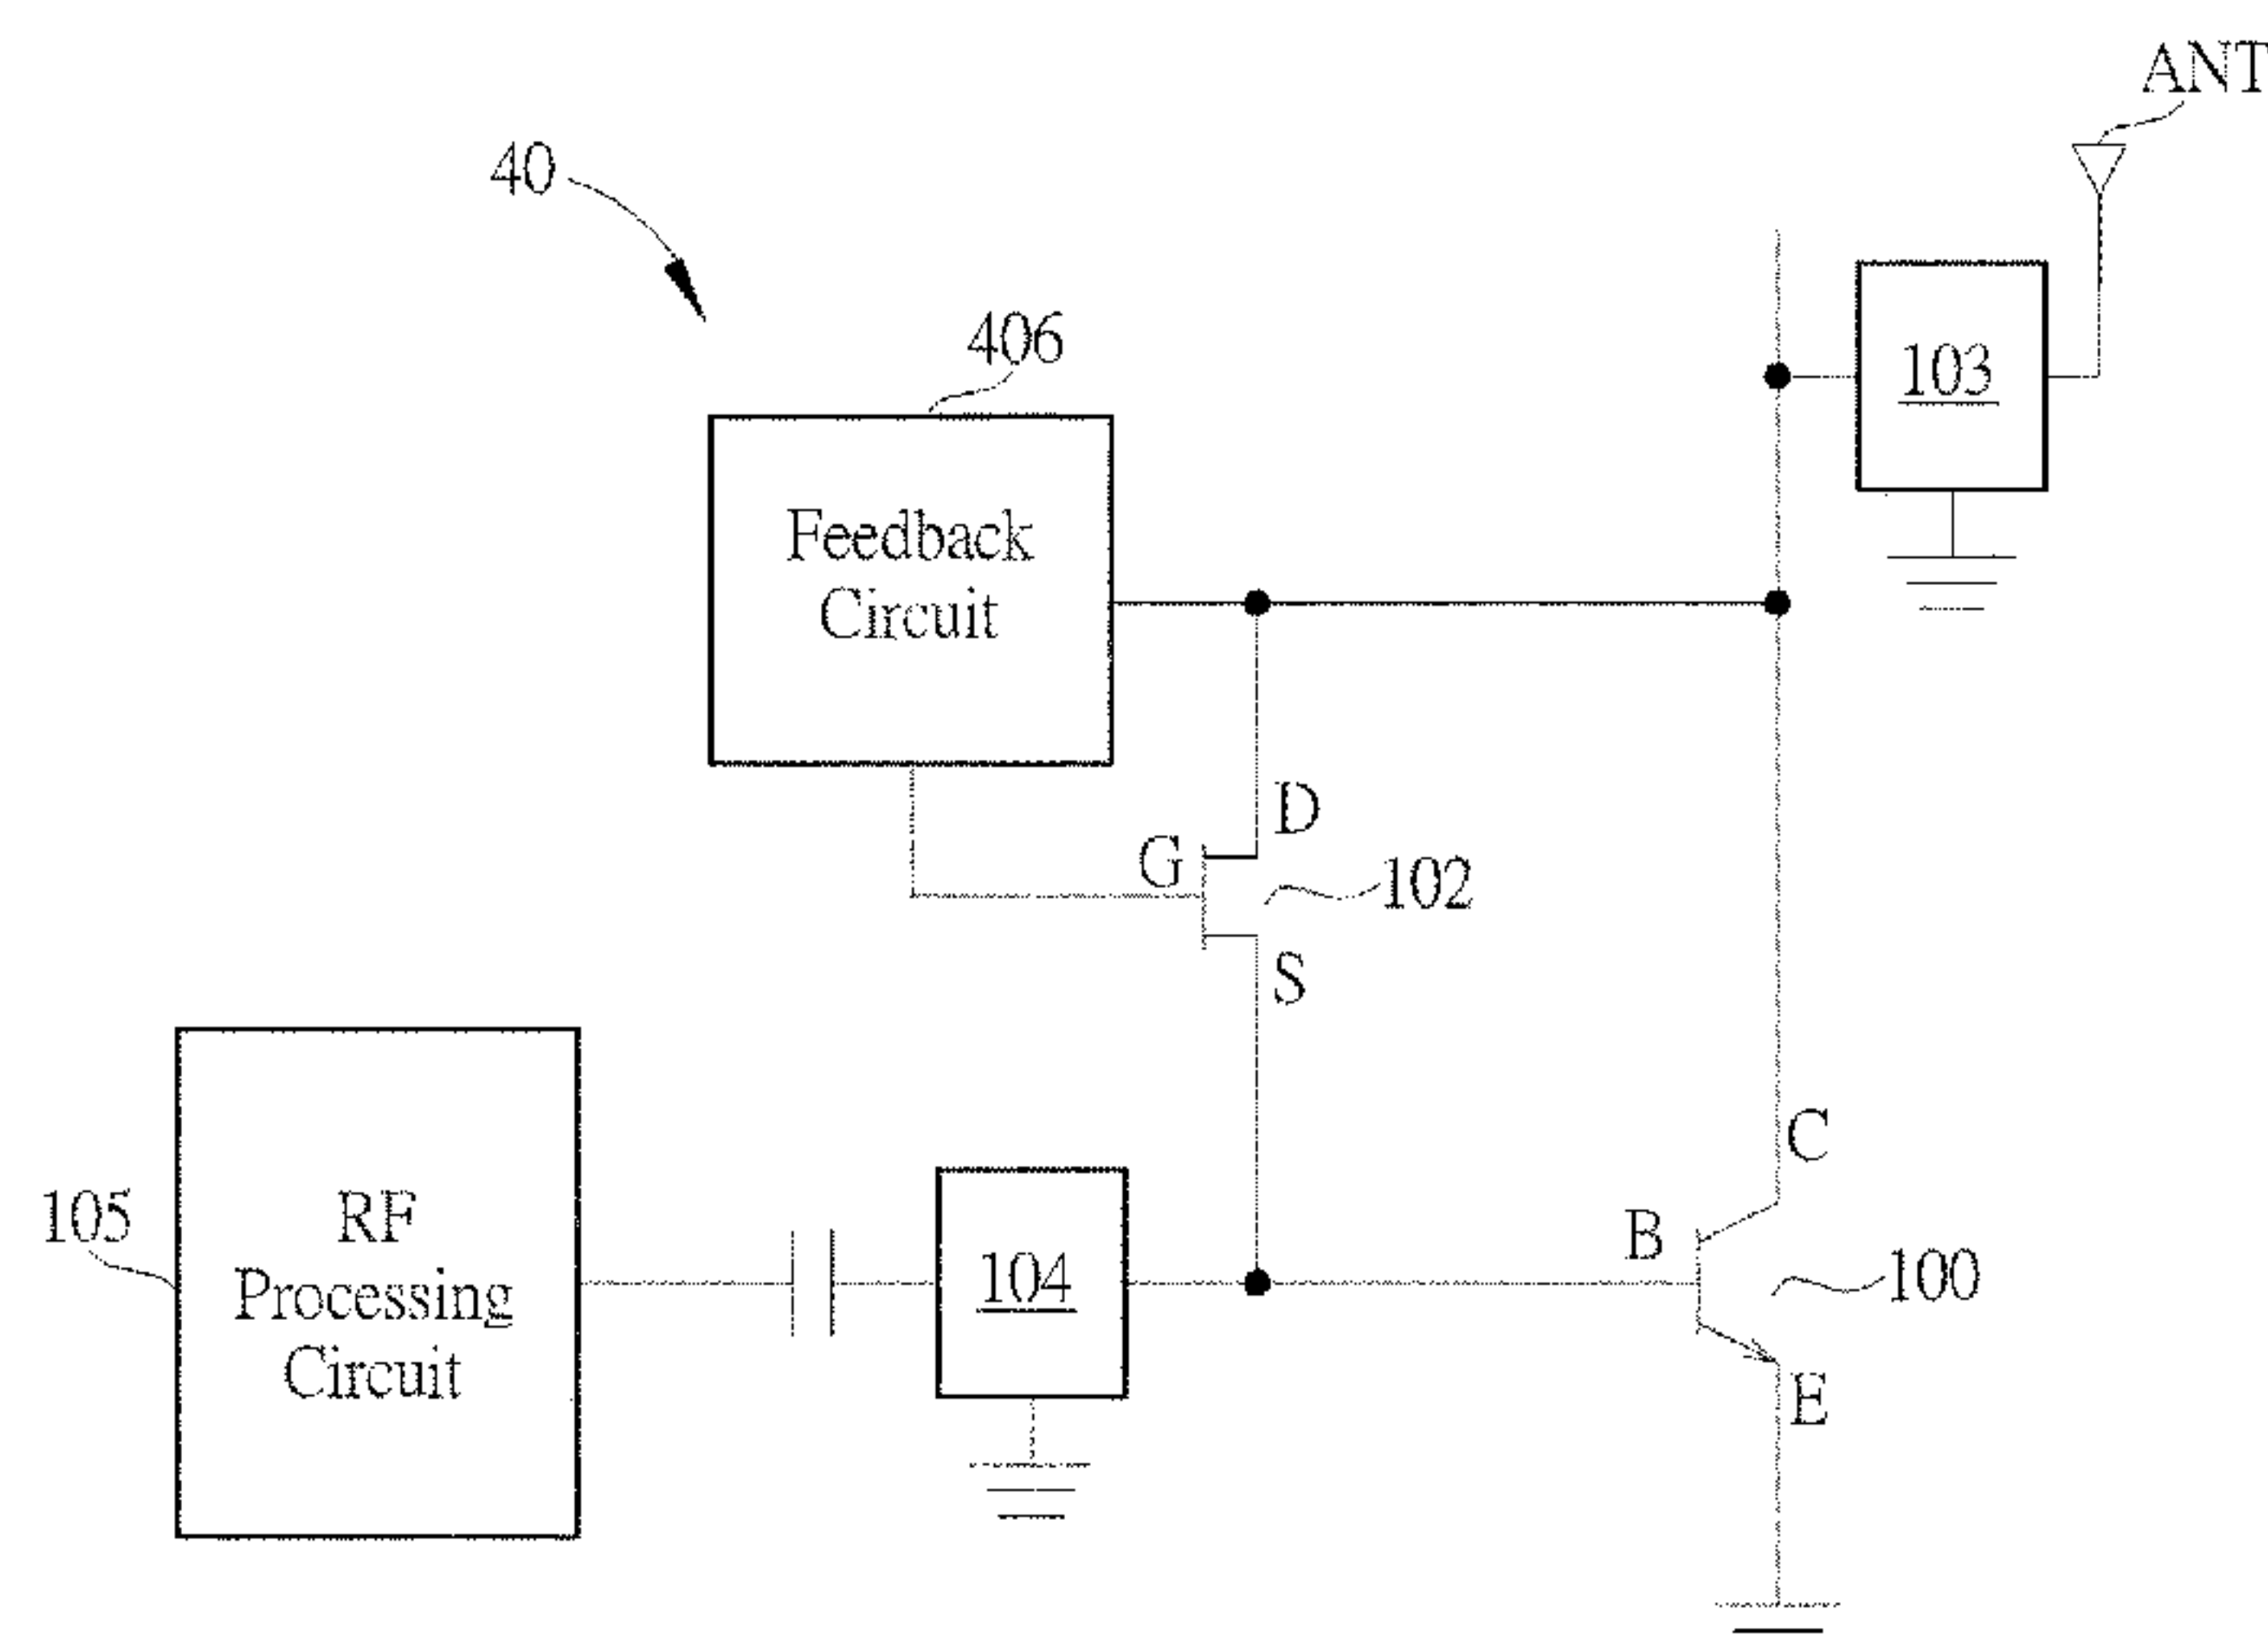 ANT
40
406
103
Feedback
Circuit
D
G
102
S
C
105
RF
Processing
Circuit
104
B
100
E